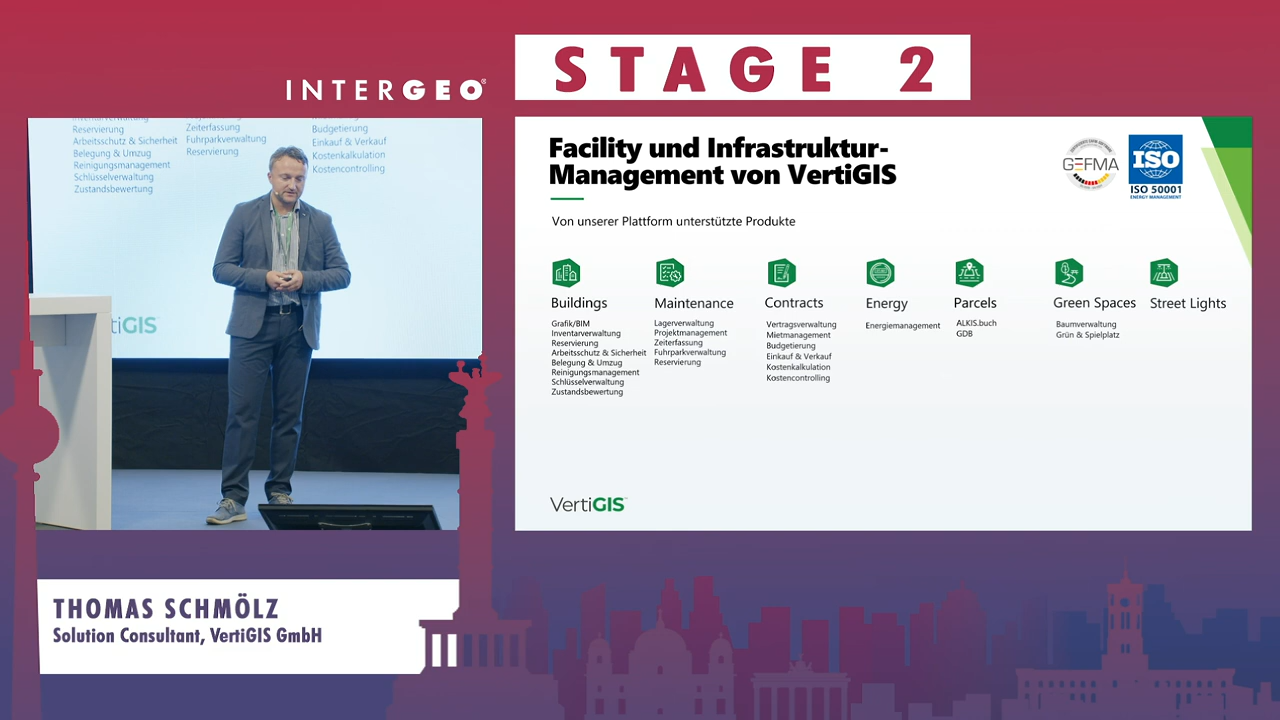 INTERGEO®
STAGE 2
Reservierung
Arbeitsschutz & Sicherheit
Belegung & Umzug
Reinigungsmanagement
Schlüsselverwaltung
Zustandsbewertung
Zeiterfassung
Fuhrparkverwaltung
Reservierung
Budgetierung
Einkauf & Verkauf
Kostenkalkulation
Kostencontrolling
tiGIS
Facility und Infrastruktur-
Management von VertiGIS
GEFMA
ISO
ISO 50001
ENERGY MANAGEMENT
Von unserer Plattform unterstützte Produkte
Buildings
Grafik/BIM
Inventarverwaltung
Reservierung
Arbeitsschutz & Sicherheit
Belegung & Umzug
Reinigungsmanagement
Schlüsselverwaltung
Zustandsbewertung
Maintenance
Lagerverwaltung
Projektmanagement
Zeiterfassung
Fuhrparkverwaltung
Reservierung
Contracts
Vertragsverwaltung
Mietmanagement
Budgetierung
Einkauf & Verkauf
Kostenkalkulation
Kostencontrolling
Energy
Energiemanagement
Parcels
ALKIS.buch
GDB
Green Spaces
Baumverwaltung
Grün & Spielplatz
Street Lights
VertiGIS
THOMAS SCHMÖLZ
Solution Consultant, VertiGIS GmbH